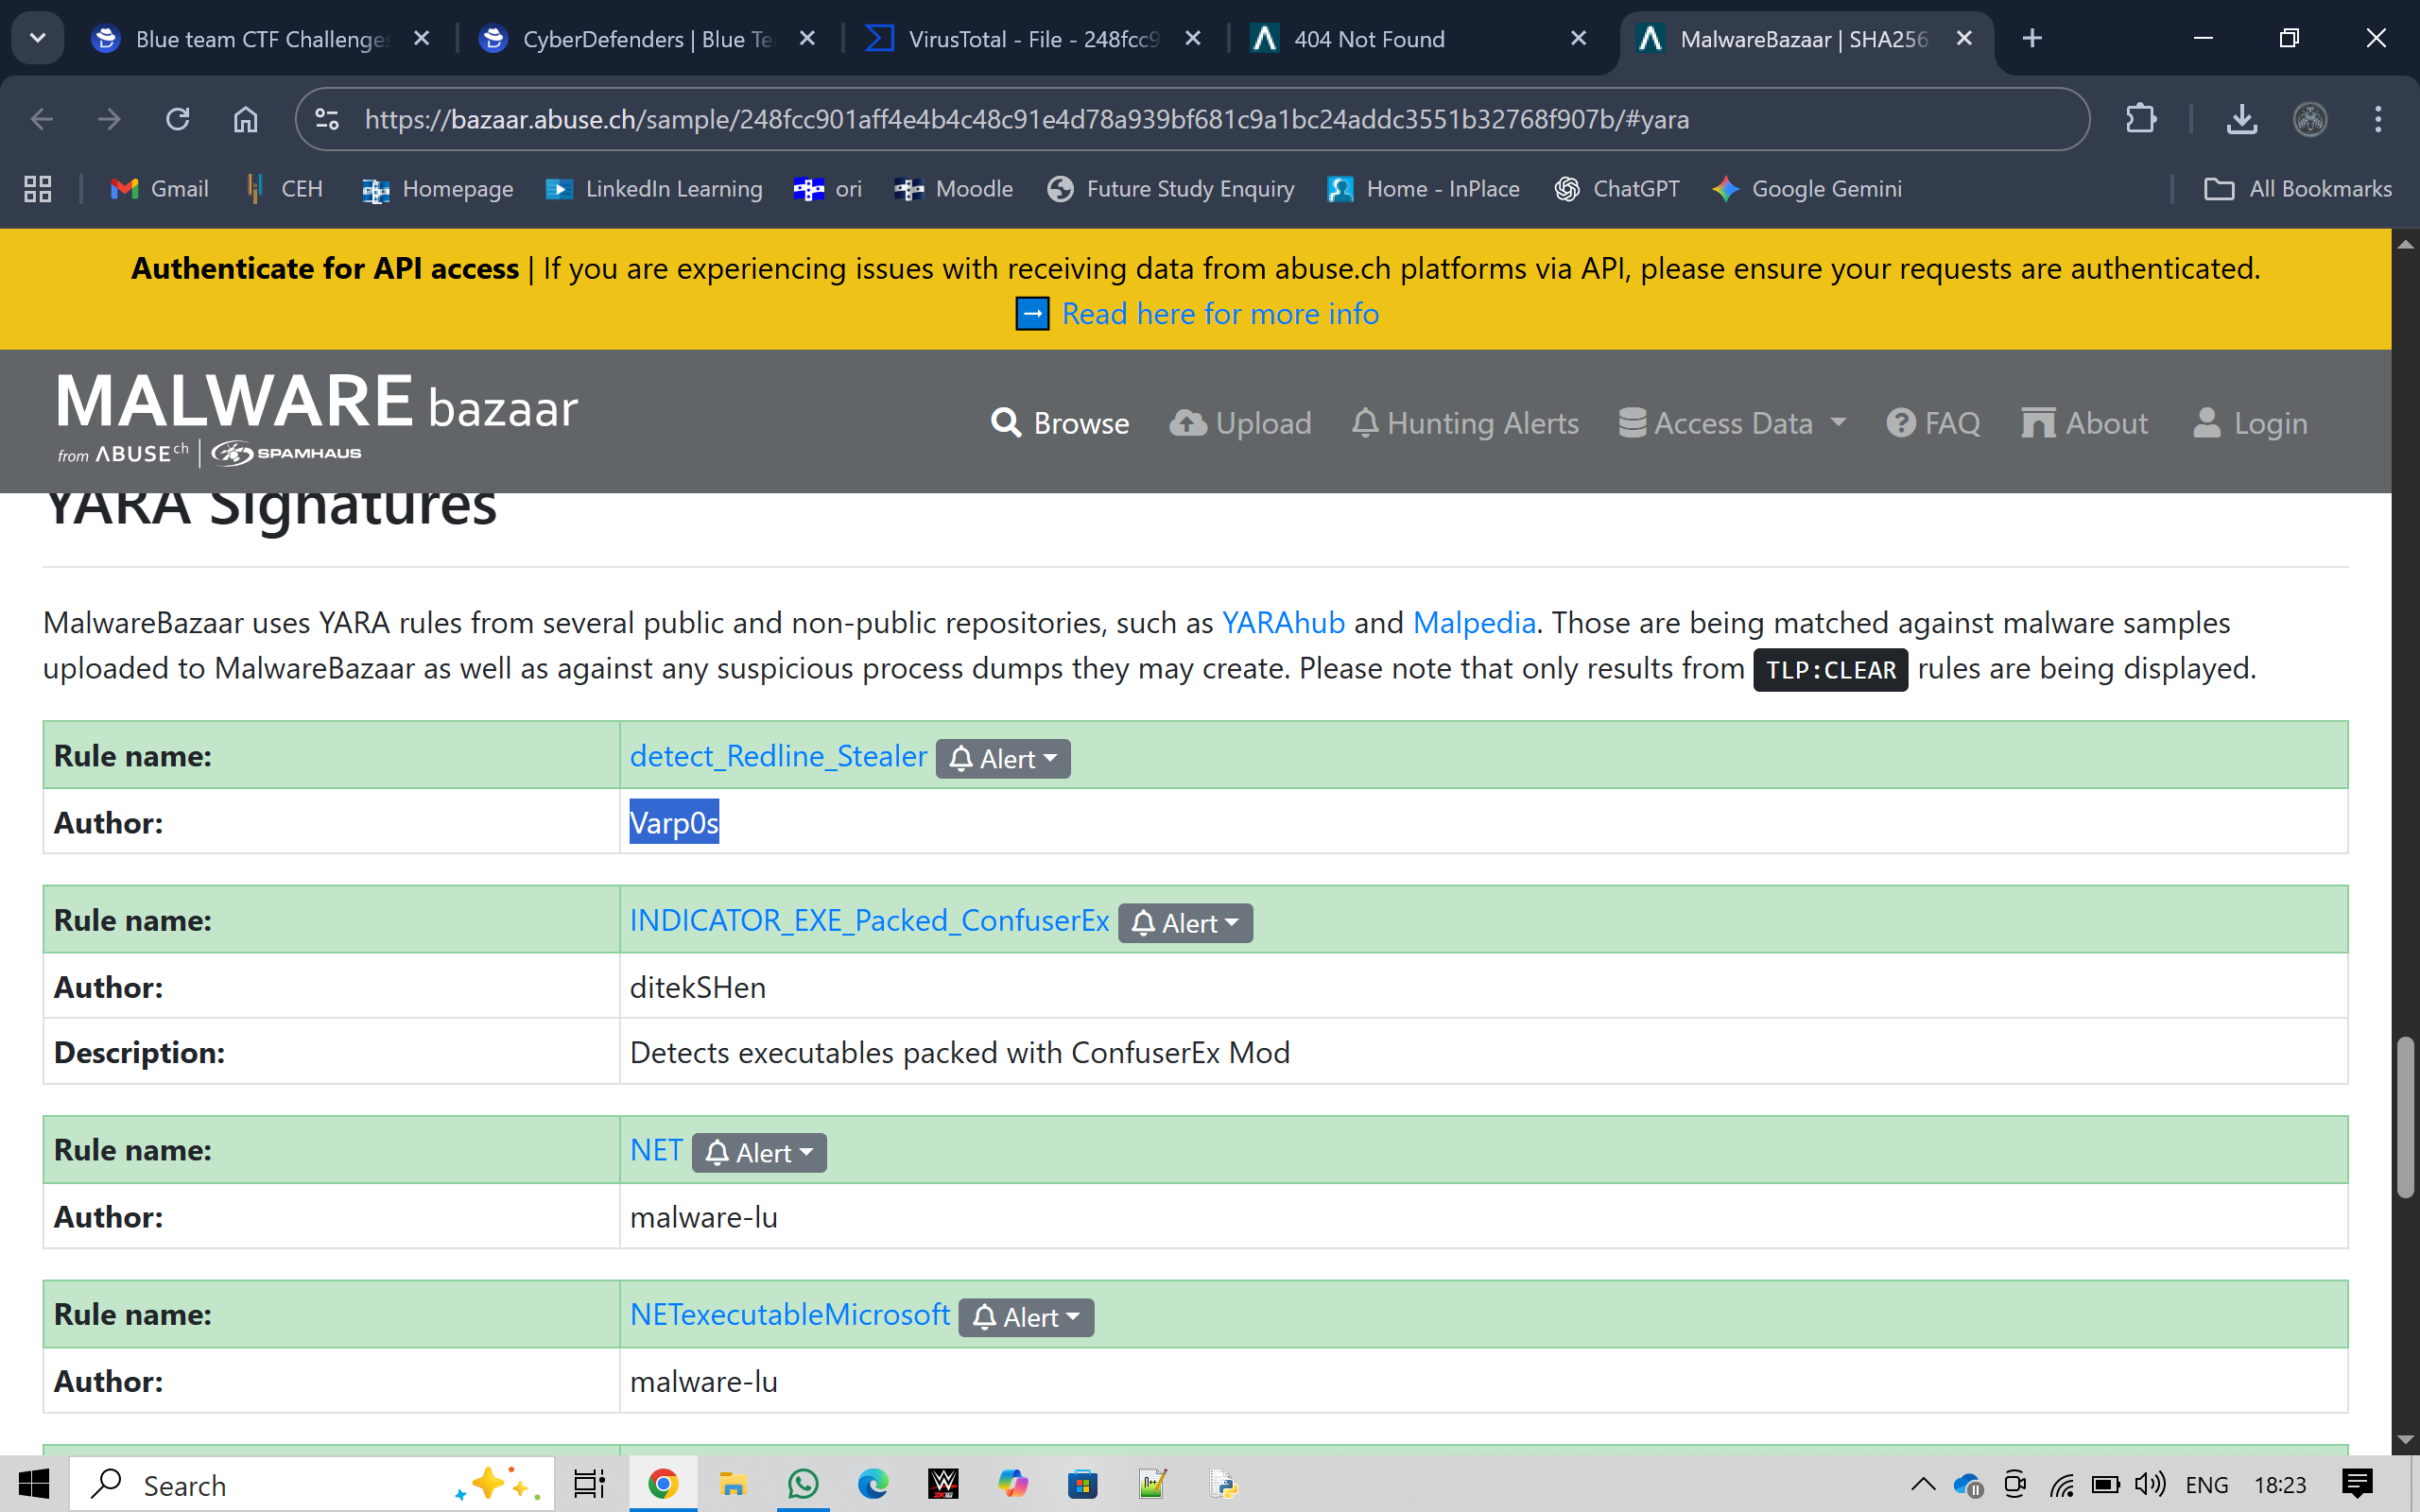 Blue team CTF Challenge
CyberDefenders | Blue Te
VirusTotal - File - 248fcc9
404 Not Found
MalwareBazaar | SHA256
https://bazaar.abuse.ch/sample/248fcc901aff4e4b4c48c91e4d78a939bf681c9a1bc24addc3551b32768f907b/#yara
Gmail
CEH
Homepage
LinkedIn Learning
ori
Moodle
Future Study Enquiry
Home - InPlace
ChatGPT
Google Gemini
All Bookmarks
Authenticate for API access | If you are experiencing issues with receiving data from abuse.ch platforms via API, please ensure your requests are authenticated.
Read here for more info
MALWARE bazaar
from ABUSE ch | SPAMHAUS
Browse
Upload
Hunting Alerts
Access Data
FAQ
About
Login
YARA Signatures
MalwareBazaar uses YARA rules from several public and non-public repositories, such as YARAhub and Malpedia. Those are being matched against malware samples
uploaded to MalwareBazaar as well as against any suspicious process dumps they may create. Please note that only results from TLP:CLEAR rules are being displayed.
Rule name: detect_Redline_Stealer Alert
Author: Varp0s
Rule name: INDICATOR_EXE_Packed_ConfuserEx Alert
Author: ditekSHen
Description: Detects executables packed with ConfuserEx Mod
Rule name: NET Alert
Author: malware-lu
Rule name: NETexecutableMicrosoft Alert
Author: malware-lu
Search
ENG
18:23